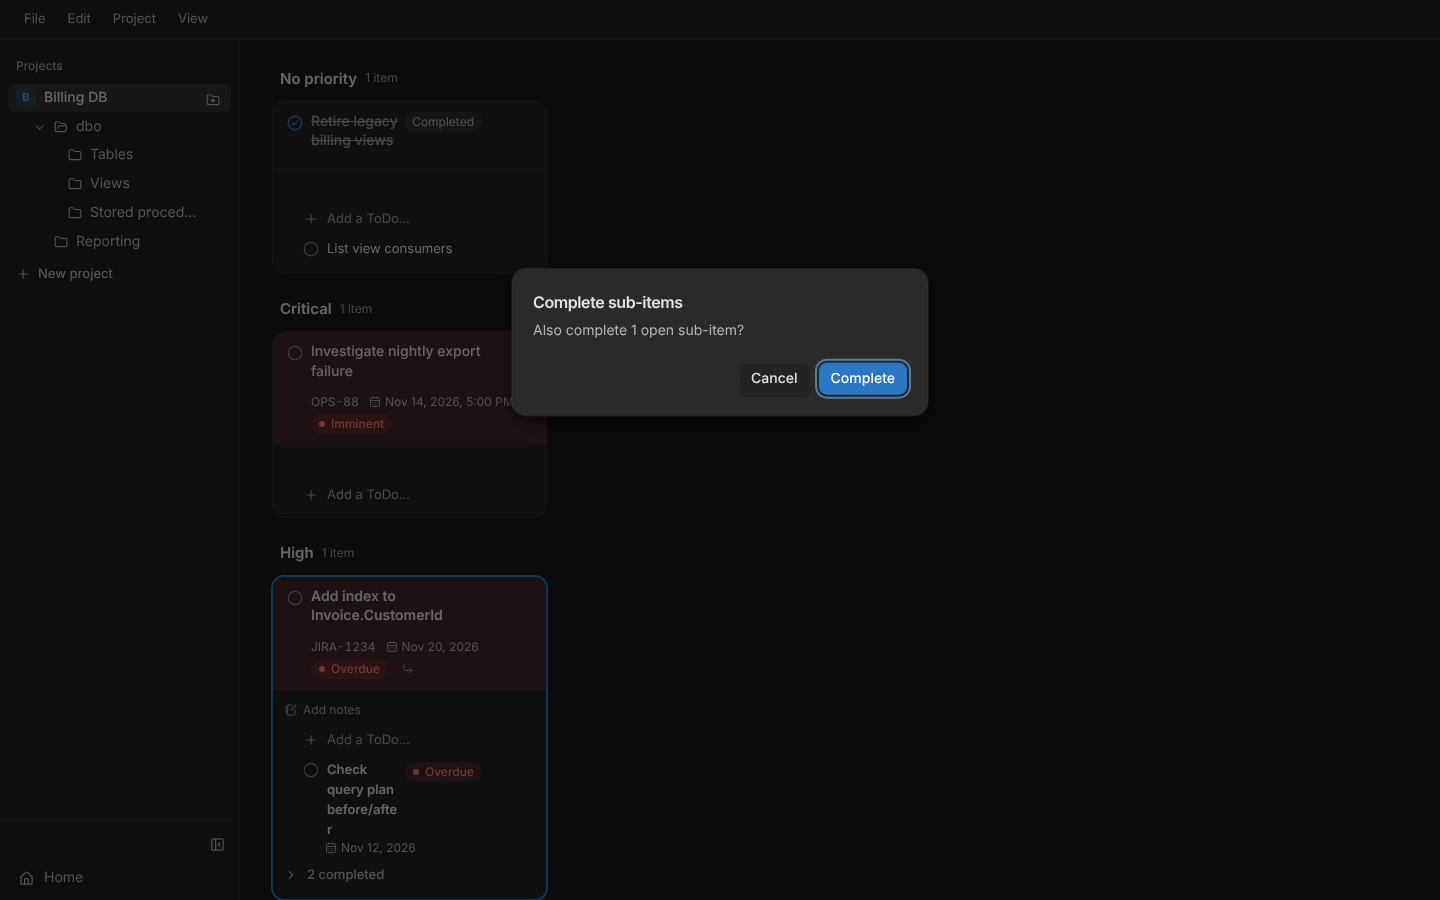 File Edit Project View
Projects
B Billing DB
dbo
Tables
Views
Stored proced...
Reporting
New project
Home
No priority 1 item
Retire legacy Completed
billing views
Add a ToDo...
List view consumers
Critical 1 item
Investigate nightly export
failure
OPS-88 Nov 14, 2026, 5:00 PM
Imminent
Add a ToDo...
High 1 item
Add index to
Invoice.CustomerId
JIRA-1234 Nov 20, 2026
Overdue
Add notes
Add a ToDo...
Check Overdue
query plan
before/afte
r
Nov 12, 2026
2 completed
Complete sub-items
Also complete 1 open sub-item?
Cancel Complete